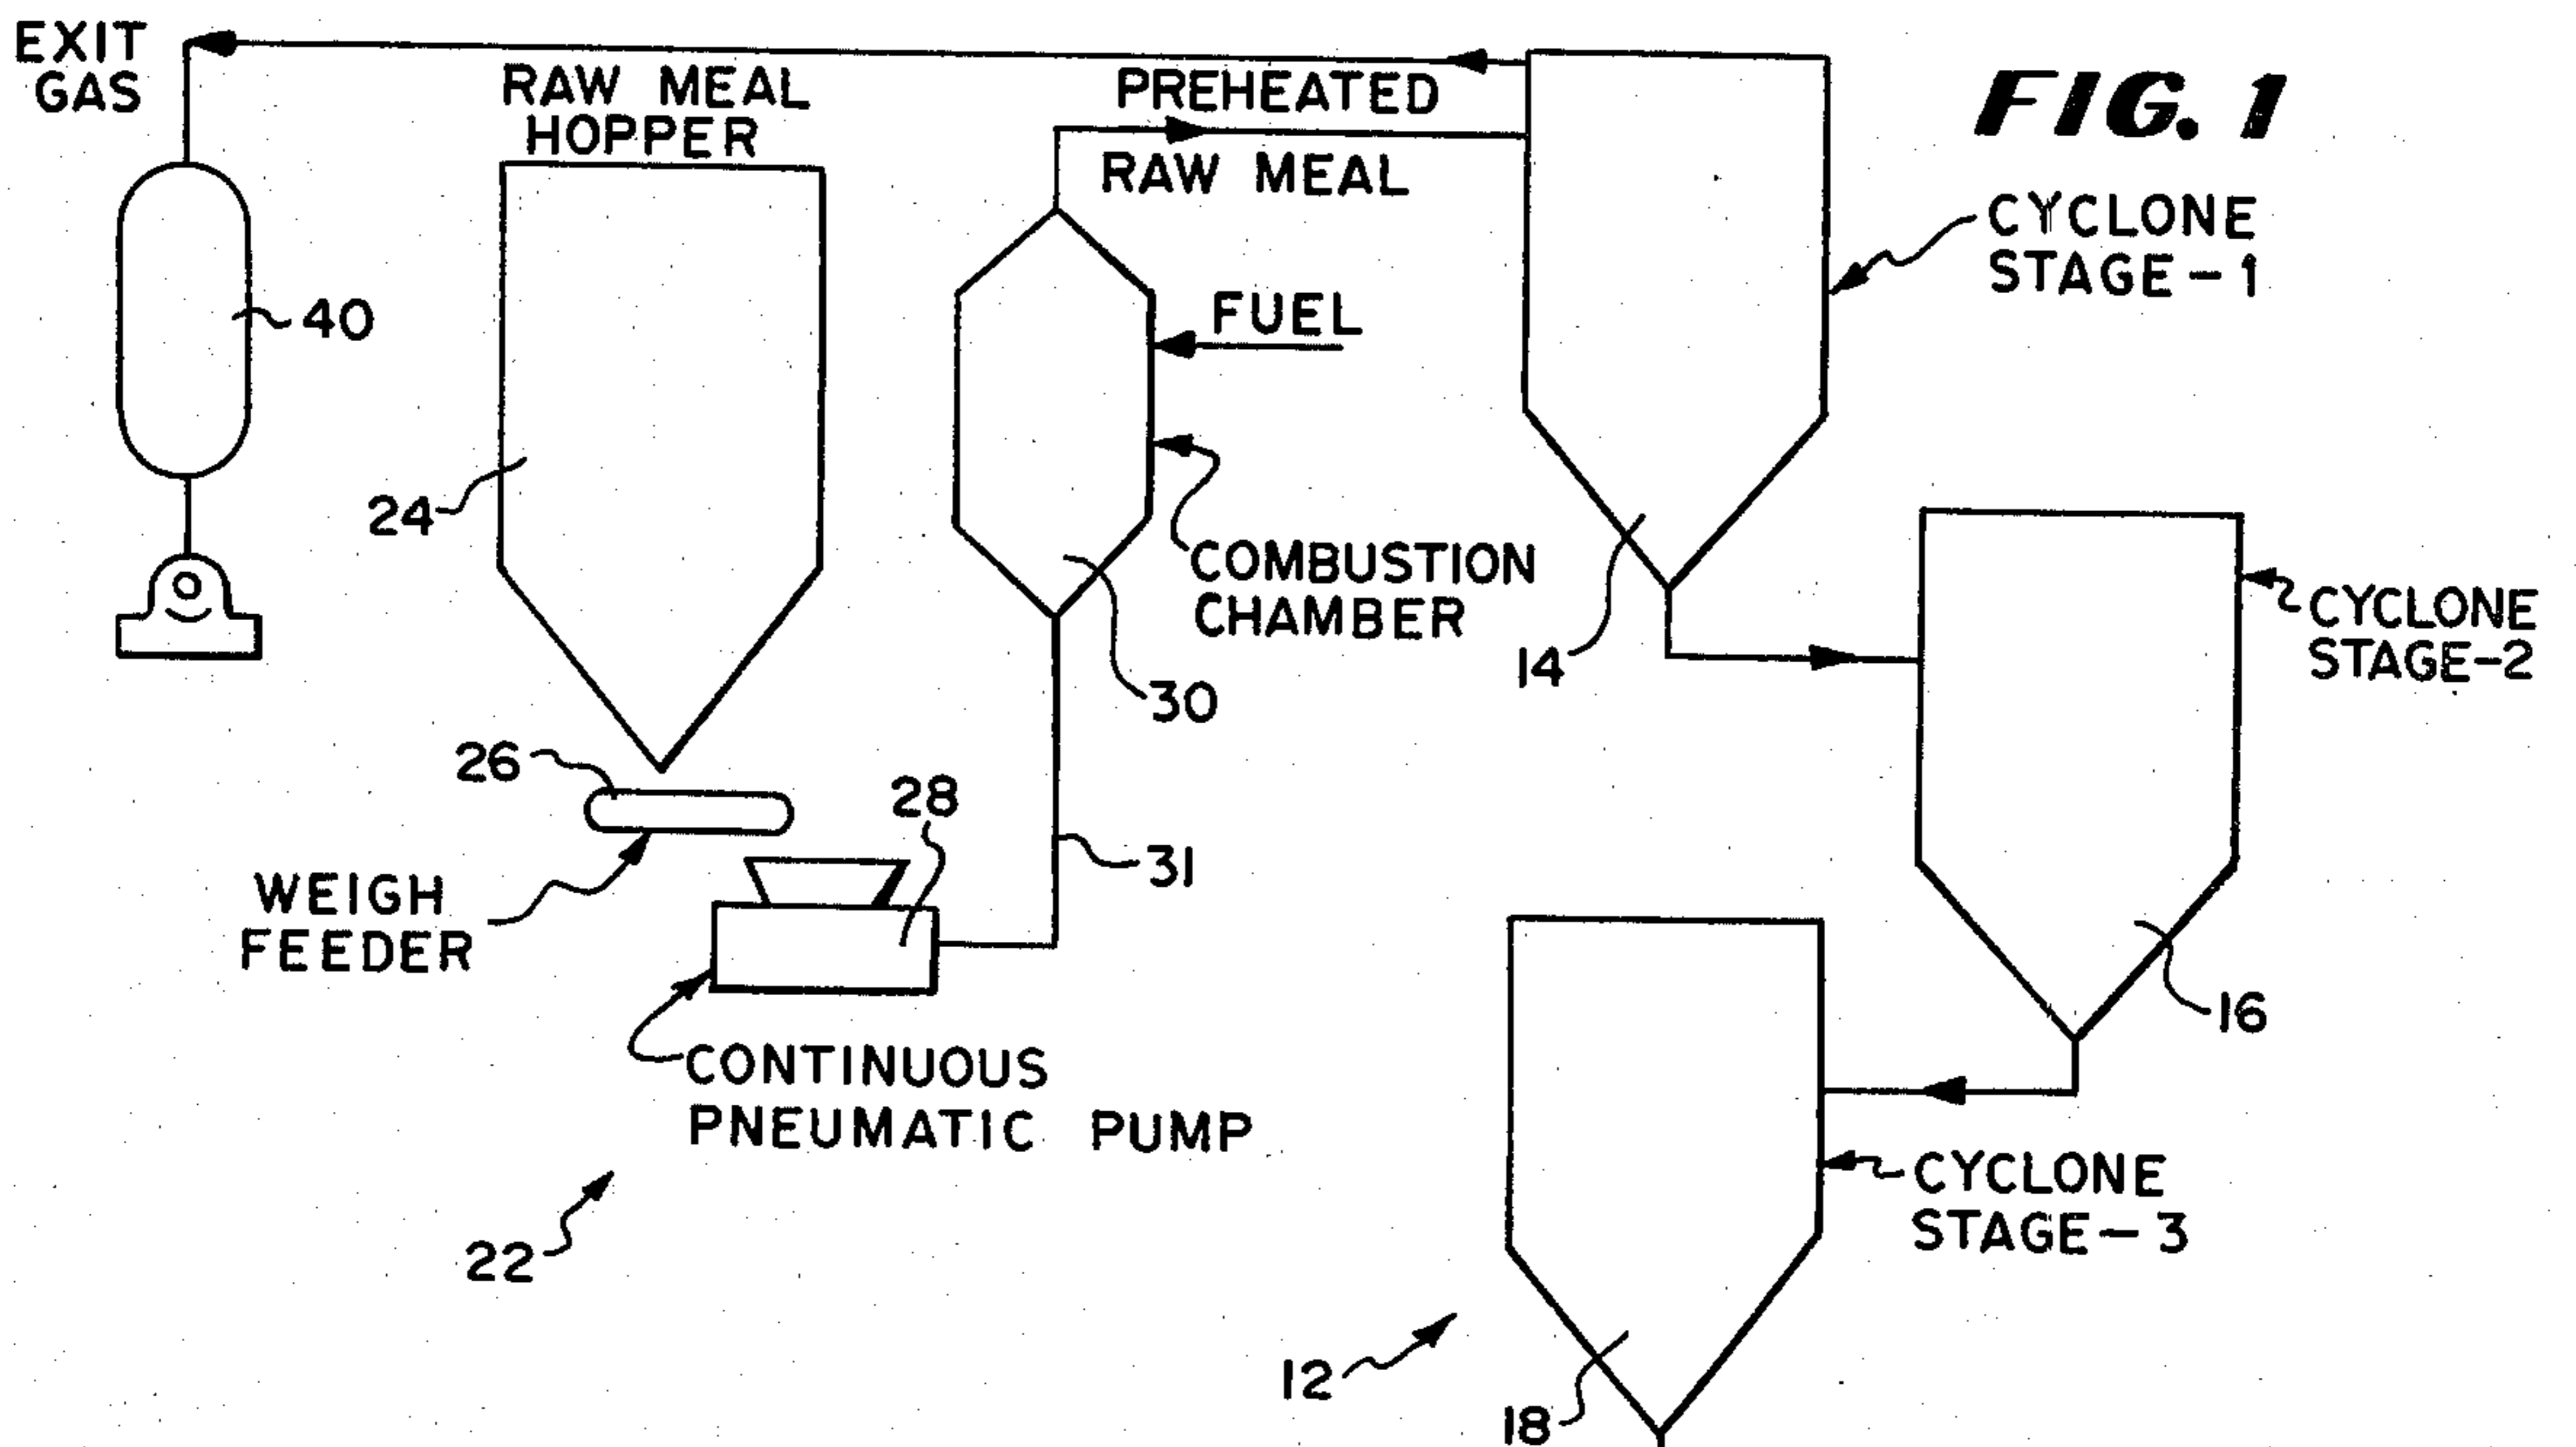 EXIT
GAS
RAW MEAL
HOPPER
PREHEATED
RAW MEAL
FIG. 1
CYCLONE
STAGE-1
40
FUEL
24
COMBUSTION
CHAMBER
14
30
CYCLONE
STAGE-2
26
28
31
WEIGH
FEEDER
16
CONTINUOUS
PNEUMATIC PUMP
CYCLONE
STAGE-3
22
12
18